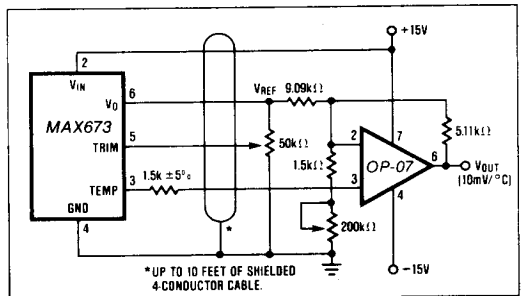 +15V
2
VIN
6
VO
VREF
9.09kΩ
MAX673
5
TRIM
50kΩ
2
7
5.11kΩ
1.5kΩ
OP-07
6
VOUT
(10mV/°C)
TEMP
3
1.5k ±5%
3
4
GND
4
*
200kΩ
*UP TO 10 FEET OF SHIELDED
4-CONDUCTOR CABLE.
-15V